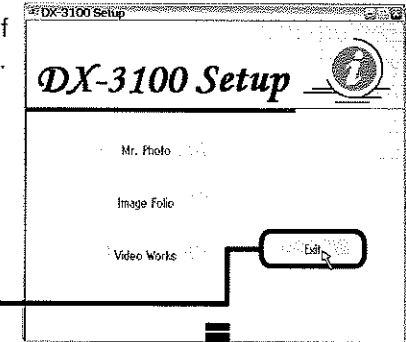 f
.
DX-3100 Setup
DX-3100 Setup
Mr. Photo
Image Folio
Video Works
Exit